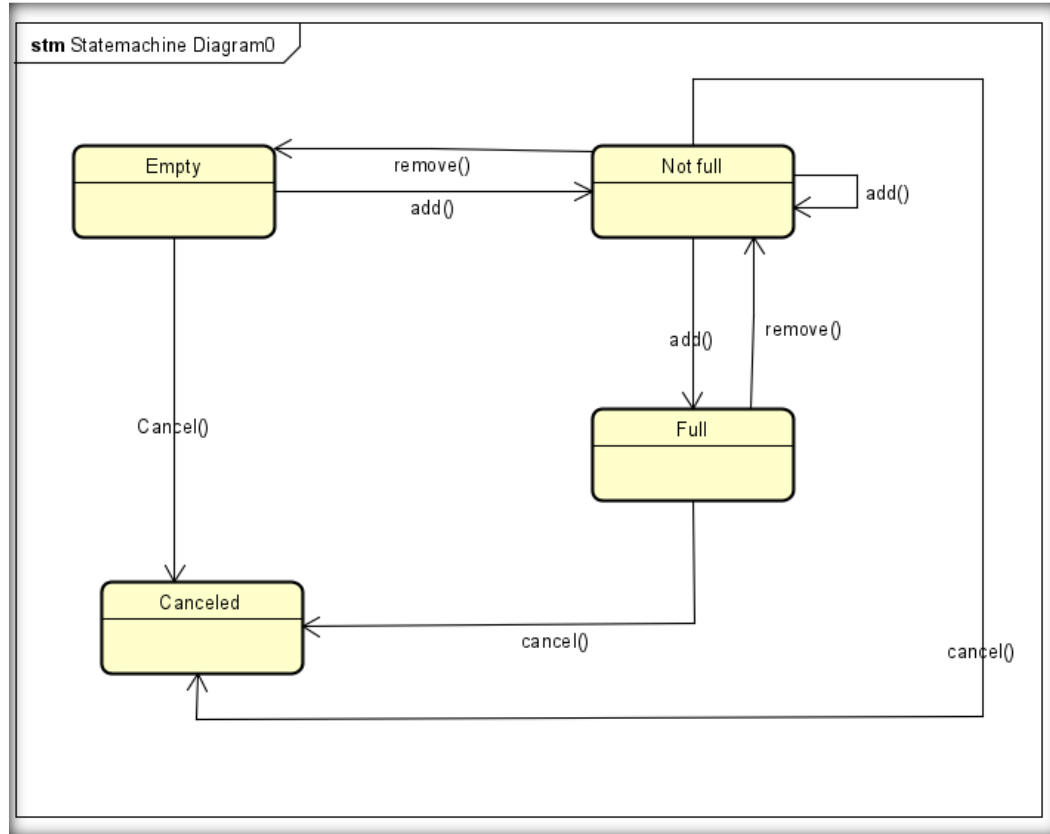 stm Statemachine Diagram0
Empty
Not full
remove()
add()
add()
add()
remove()
Cancel()
Full
Canceled
cancel()
cancel()